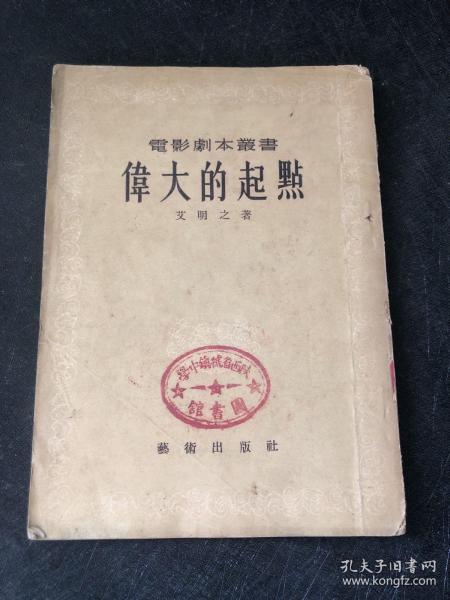 電影劇本叢書
偉大的起點
艾明之著
圖書館
藝術出版社
孔夫子旧书网
www.kongfz.com